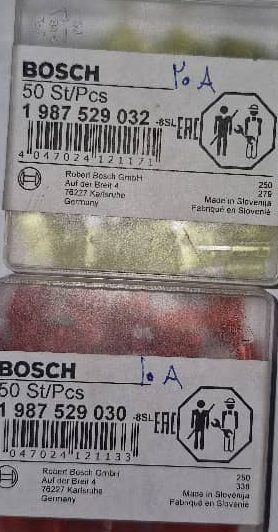 BOSCH ۲۰ A
50 St/Pcs
1 987 529 032 -8SL EAC
4 047024 121171
Robert Bosch GmbH
Auf der Breit 4
76227 Karlsruhe
Germany
250
279
Made in Slovenija
Fabriqué en Slovénie
BOSCH ۱۰ A
50 St/Pcs
1 987 529 030 -8SL EAC
047024 121133
Robert Bosch GmbH
Auf der Breit 4
76227 Karlsruhe
Germany
250
338
Made in Slovenija
Fabriqué en Slovénie